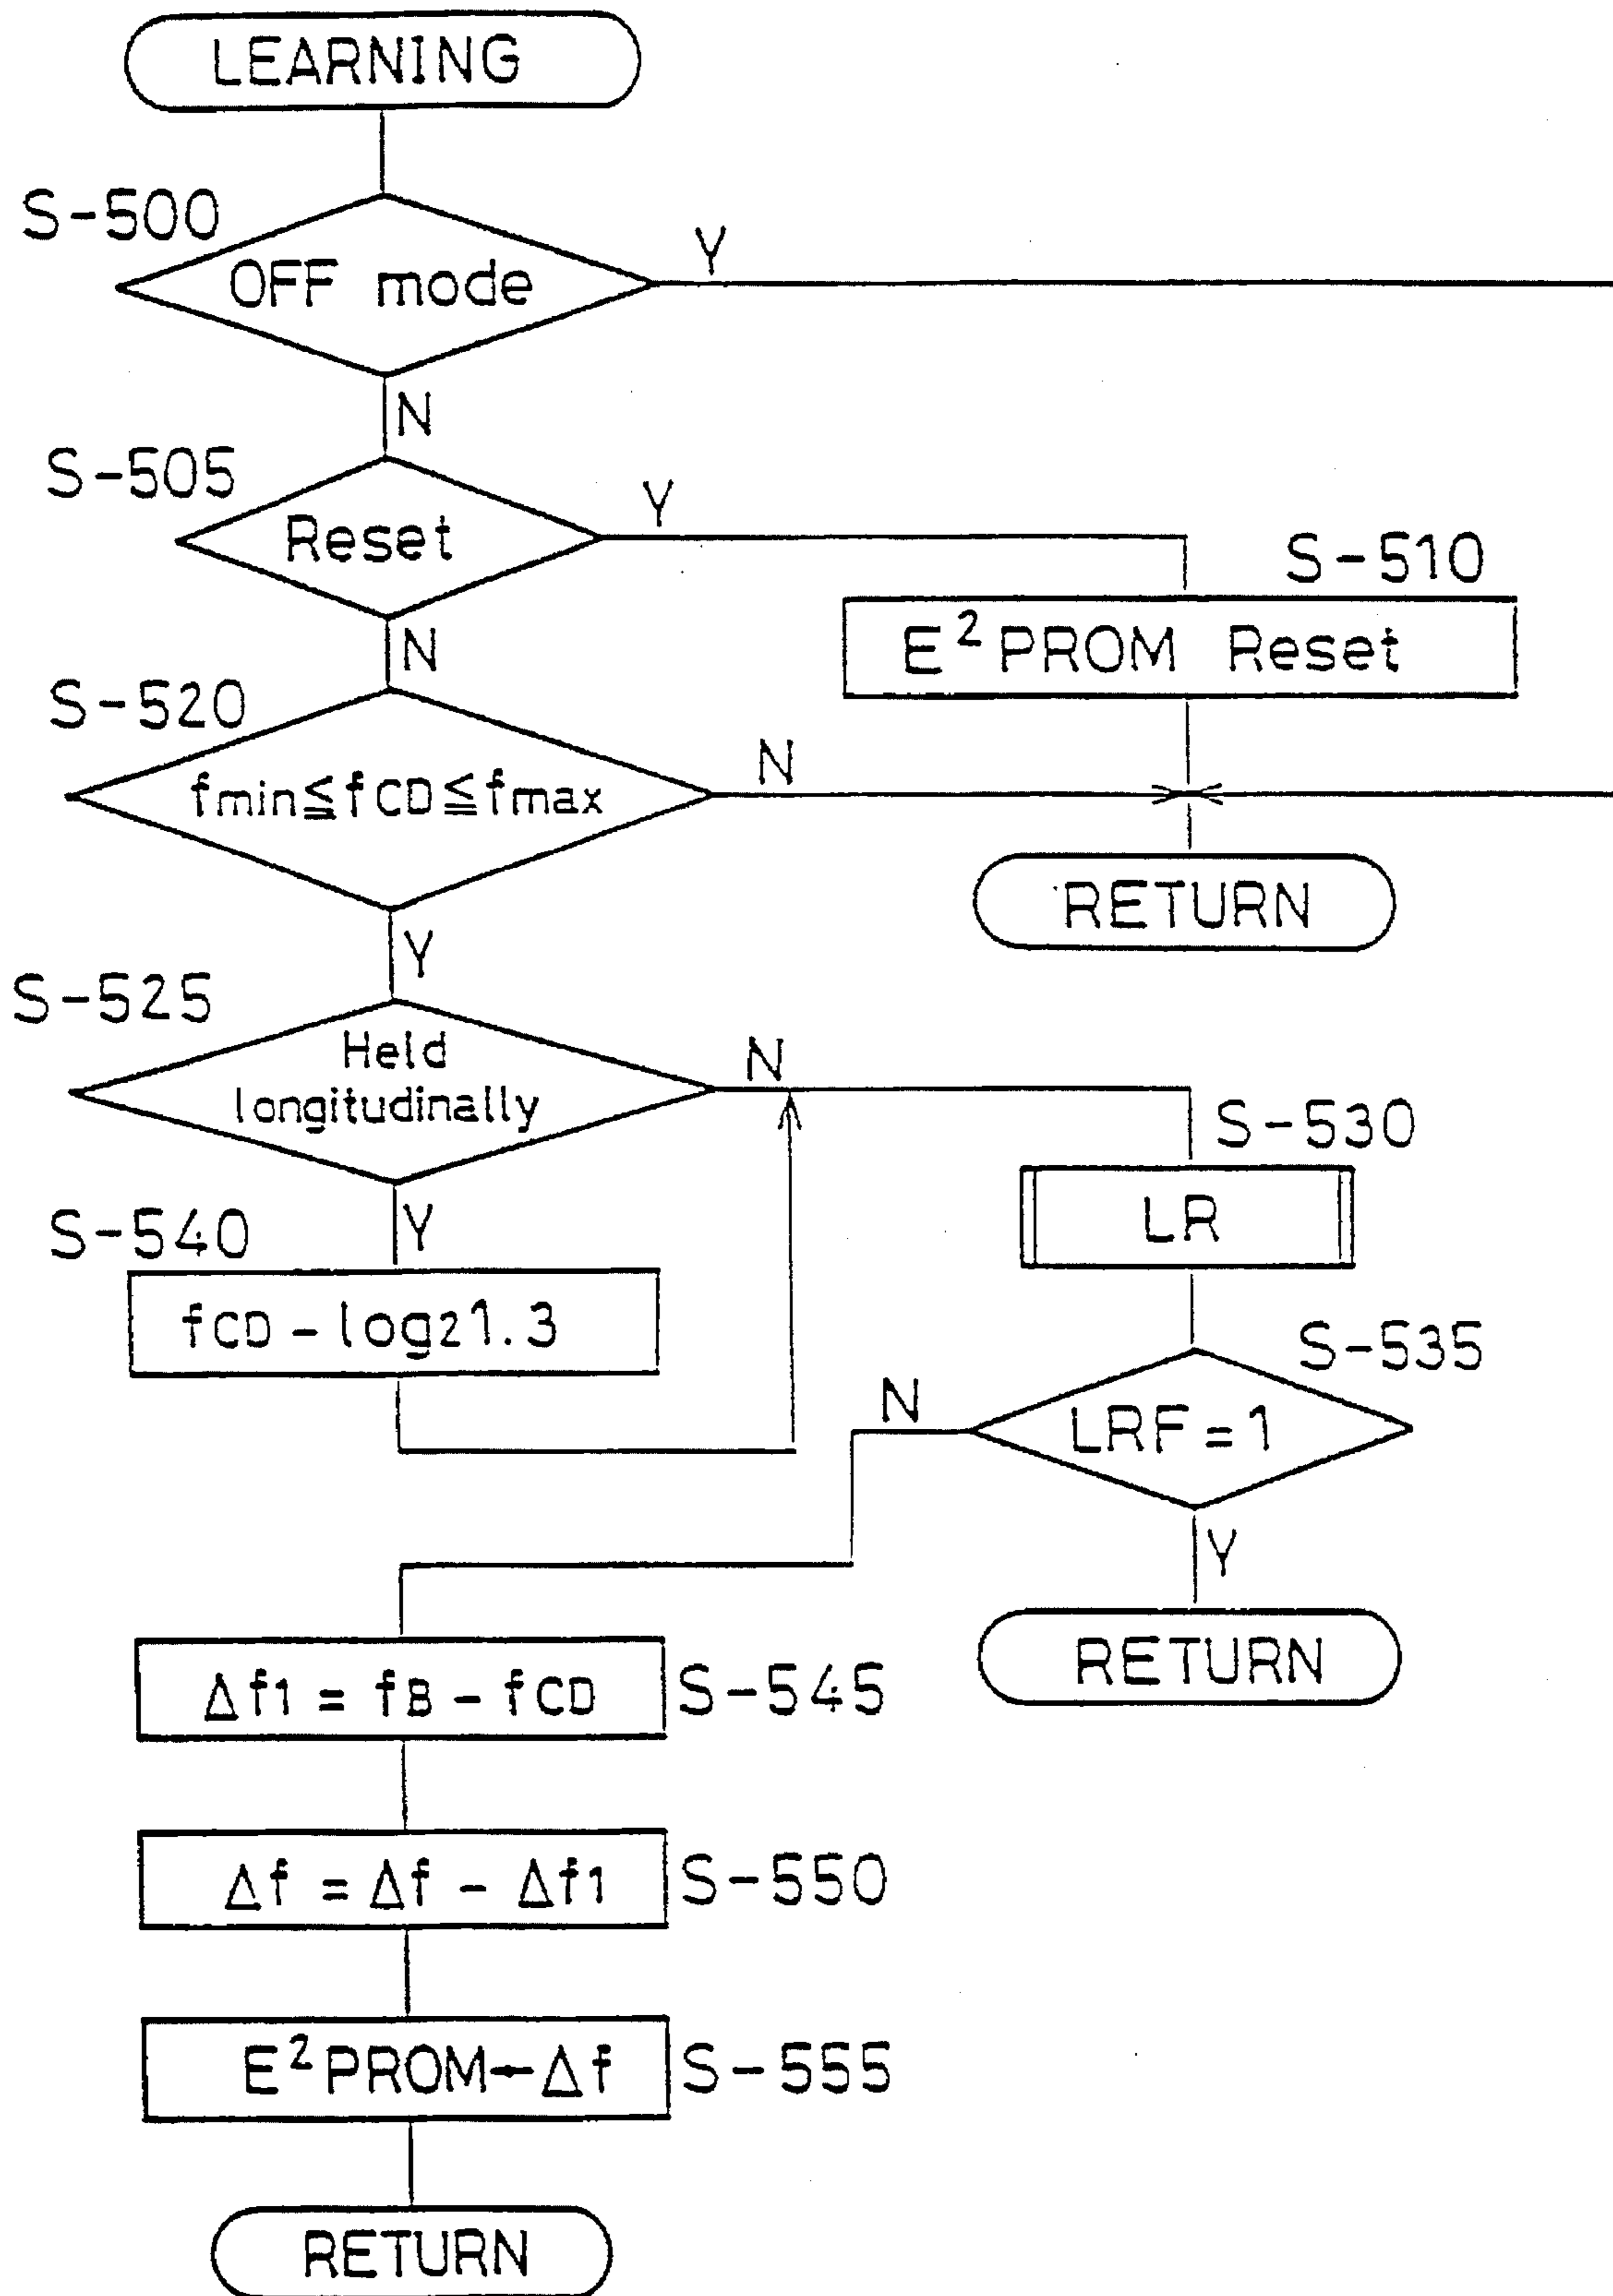 LEARNING
S-500
OFF mode
Y
N
S-505
Reset
Y
S-510
E²PROM Reset
N
S-520
fmin≦fCD≦fmax
N
RETURN
Y
S-525
Held
longitudinally
N
S-530
LR
S-540
Y
fCD - log21.3
S-535
LRF = 1
N
Y
RETURN
Δf1 = fB - fCD
S-545
Δf = Δf - Δf1
S-550
E²PROM←Δf
S-555
RETURN